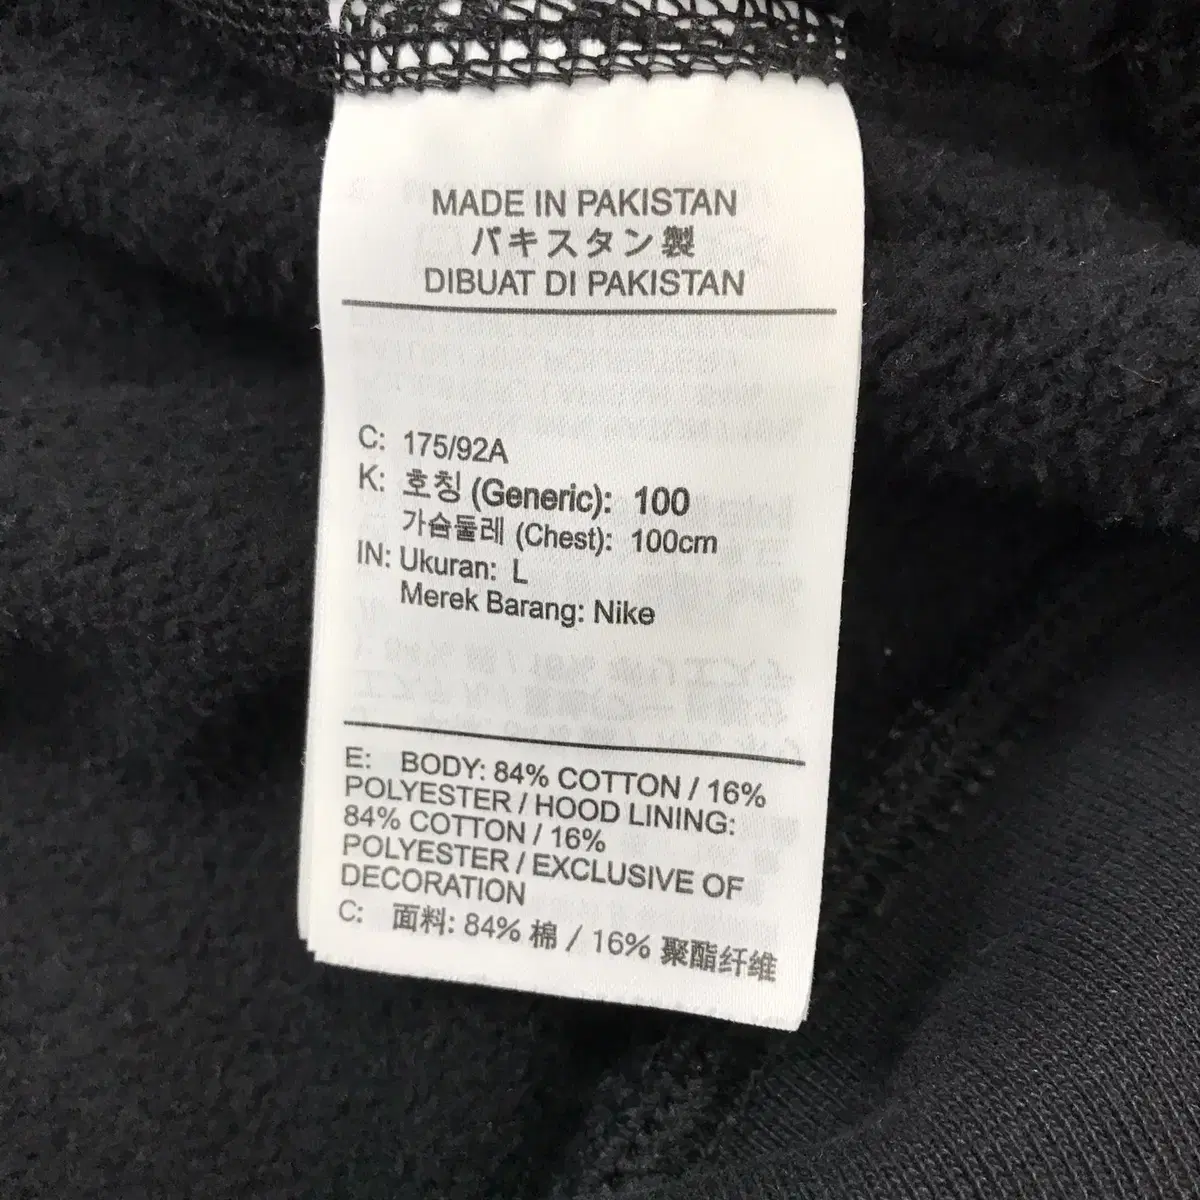 MADE IN PAKISTAN
パキスタン製
DIBUAT DI PAKISTAN
C: 175/92A
K: 호칭 (Generic): 100
가슴둘레 (Chest): 100cm
IN: Ukuran: L
Merek Barang: Nike
E: BODY: 84% COTTON / 16%
POLYESTER / HOOD LINING:
84% COTTON / 16%
POLYESTER / EXCLUSIVE OF
DECORATION
C: 面料: 84% 棉 / 16% 聚酯纤维